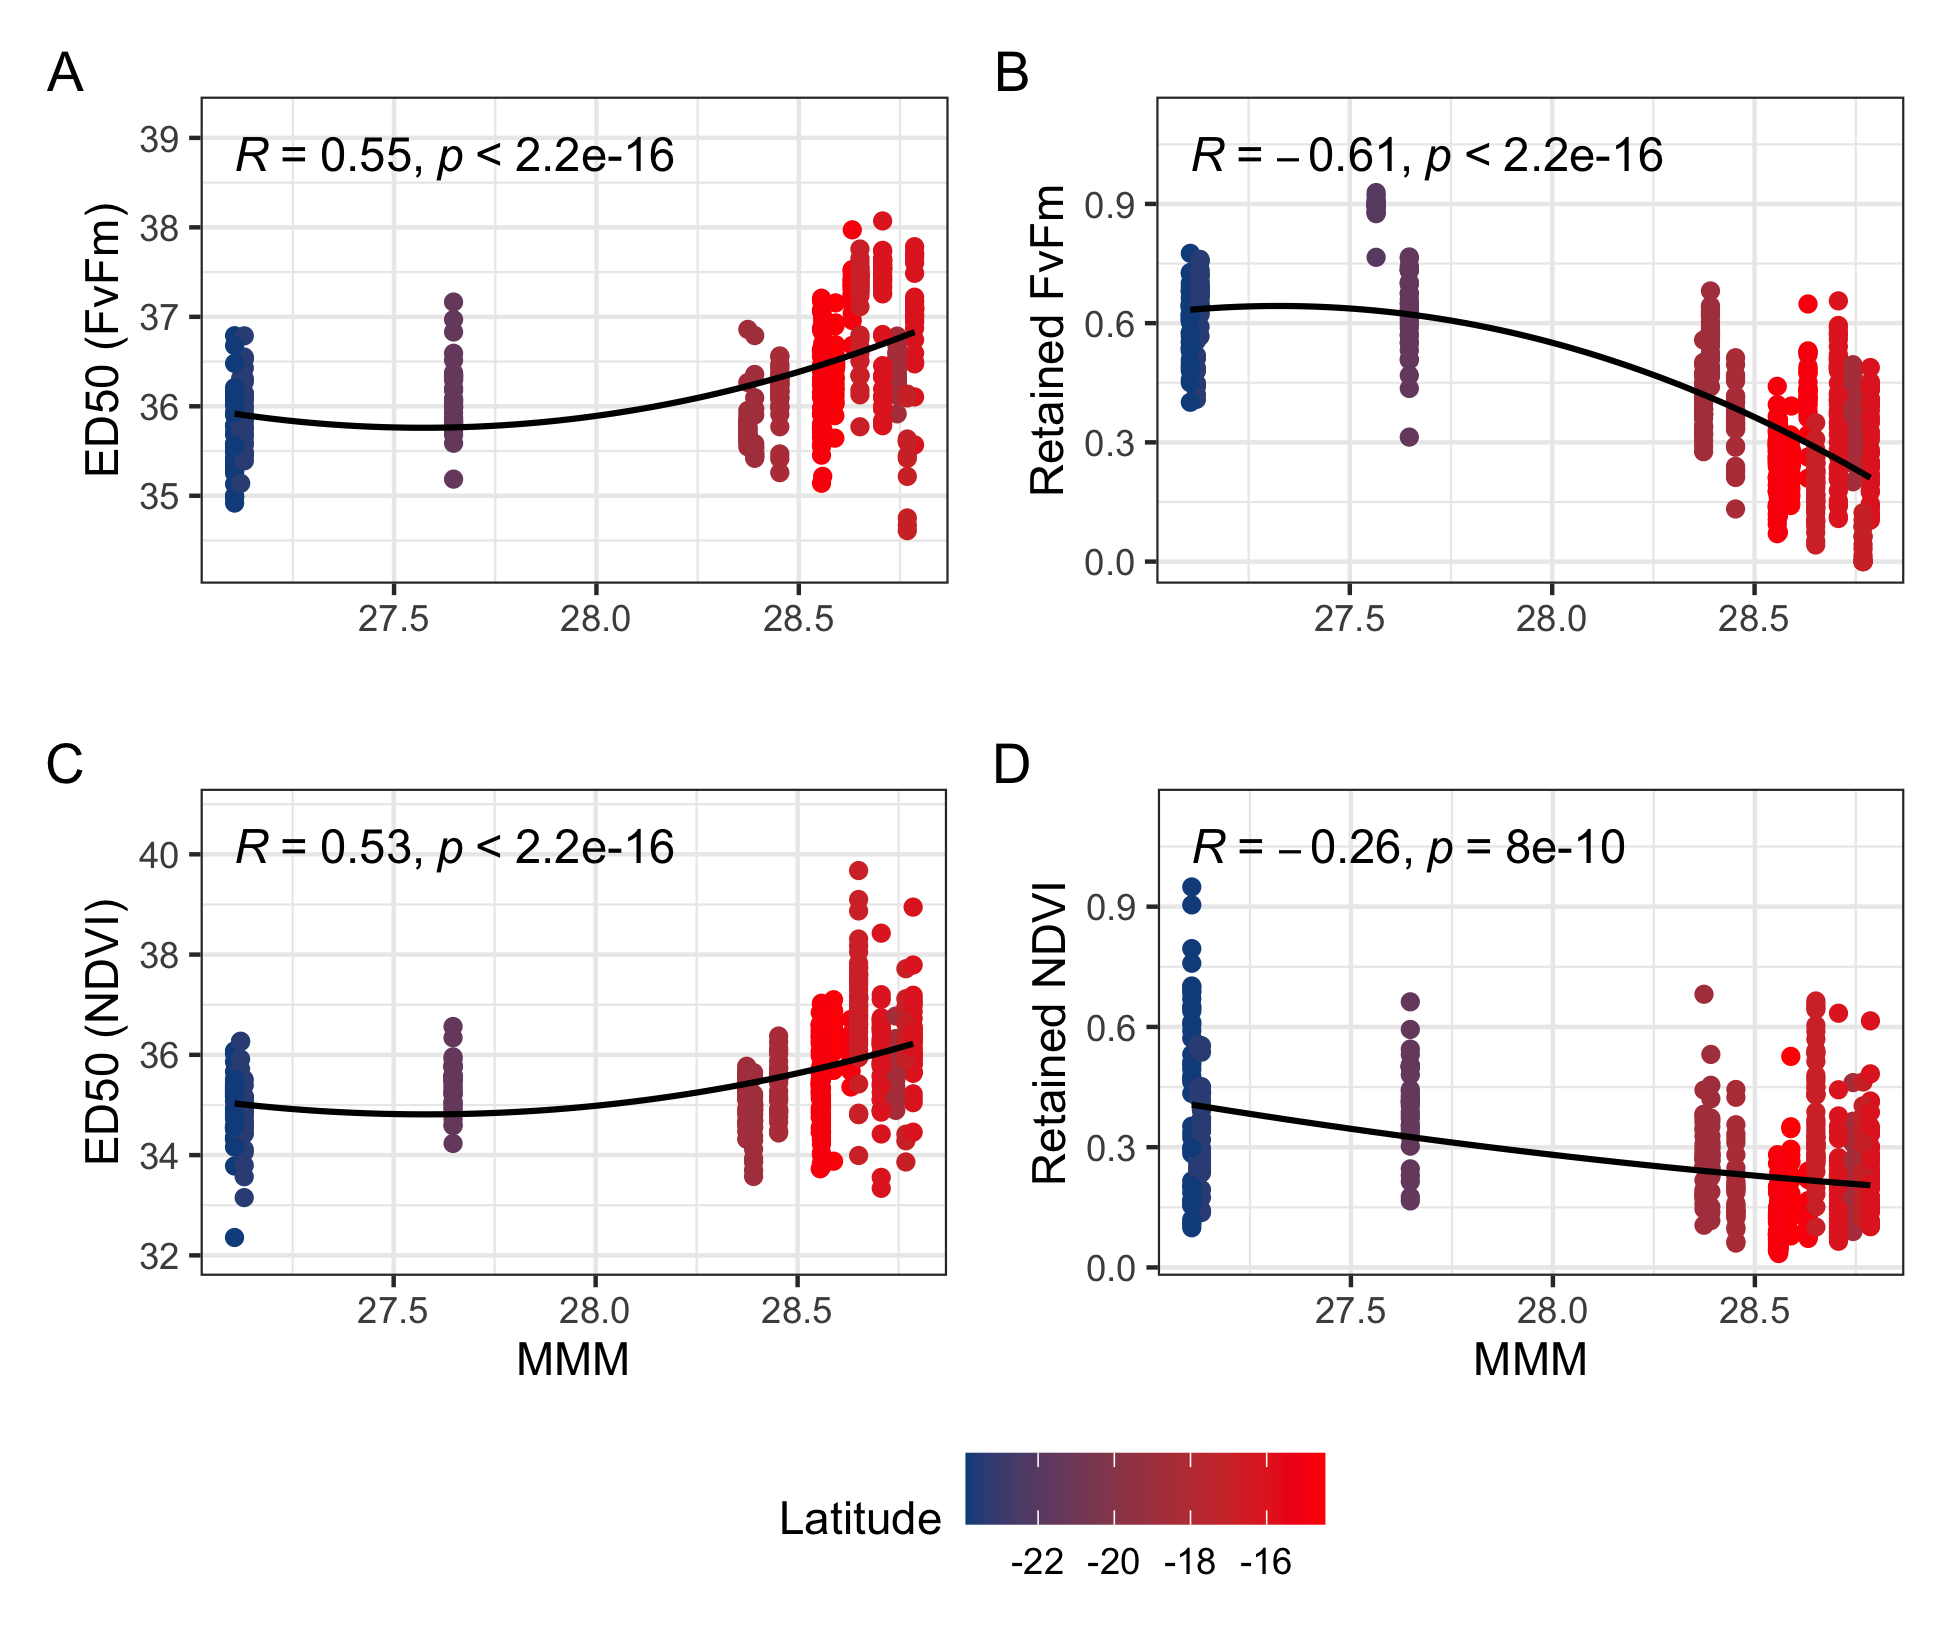 A
R = 0.55, p < 2.2e-16
ED50 (FvFm)
39
38
37
36
35
27.5 28.0 28.5
B
R = −0.61, p < 2.2e-16
Retained FvFm
0.9
0.6
0.3
0.0
27.5 28.0 28.5
C
R = 0.53, p < 2.2e-16
ED50 (NDVI)
40
38
36
34
32
27.5 28.0 28.5
MMM
D
R = −0.26, p = 8e-10
Retained NDVI
0.9
0.6
0.3
0.0
27.5 28.0 28.5
MMM
Latitude
-22 -20 -18 -16